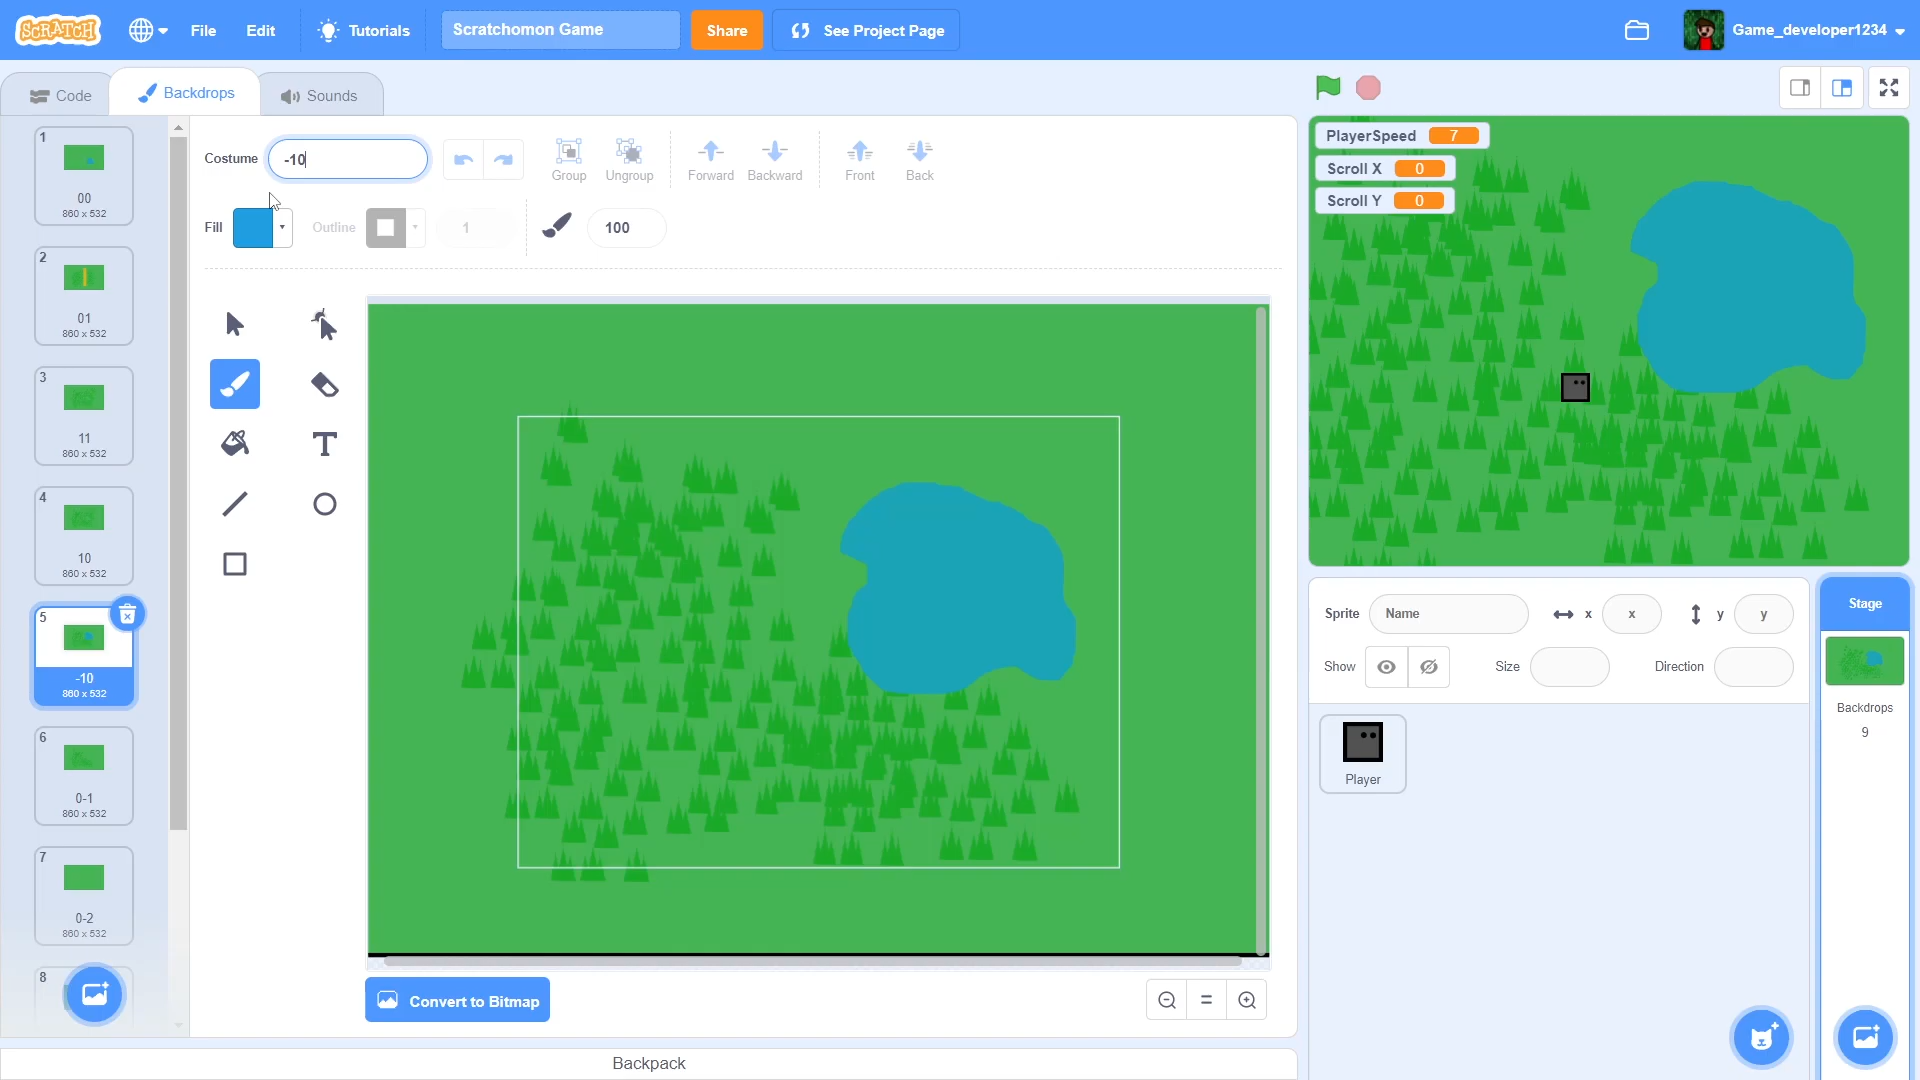 SCRATCH
File
Edit
Tutorials
Scratchomon Game
Share
See Project Page
Game_developer1234
Code
Backdrops
Sounds
Costume
-10
Group
Ungroup
Forward
Backward
Front
Back
Fill
Outline
1
100
1
00
860 x 532
2
01
860 x 532
3
11
860 x 532
4
10
860 x 532
5
-10
860 x 532
6
0-1
860 x 532
7
0-2
860 x 532
8
Convert to Bitmap
Backpack
PlayerSpeed 7
Scroll X 0
Scroll Y 0
Sprite Name x x y y
Show Size Direction
Player
Stage
Backdrops
9